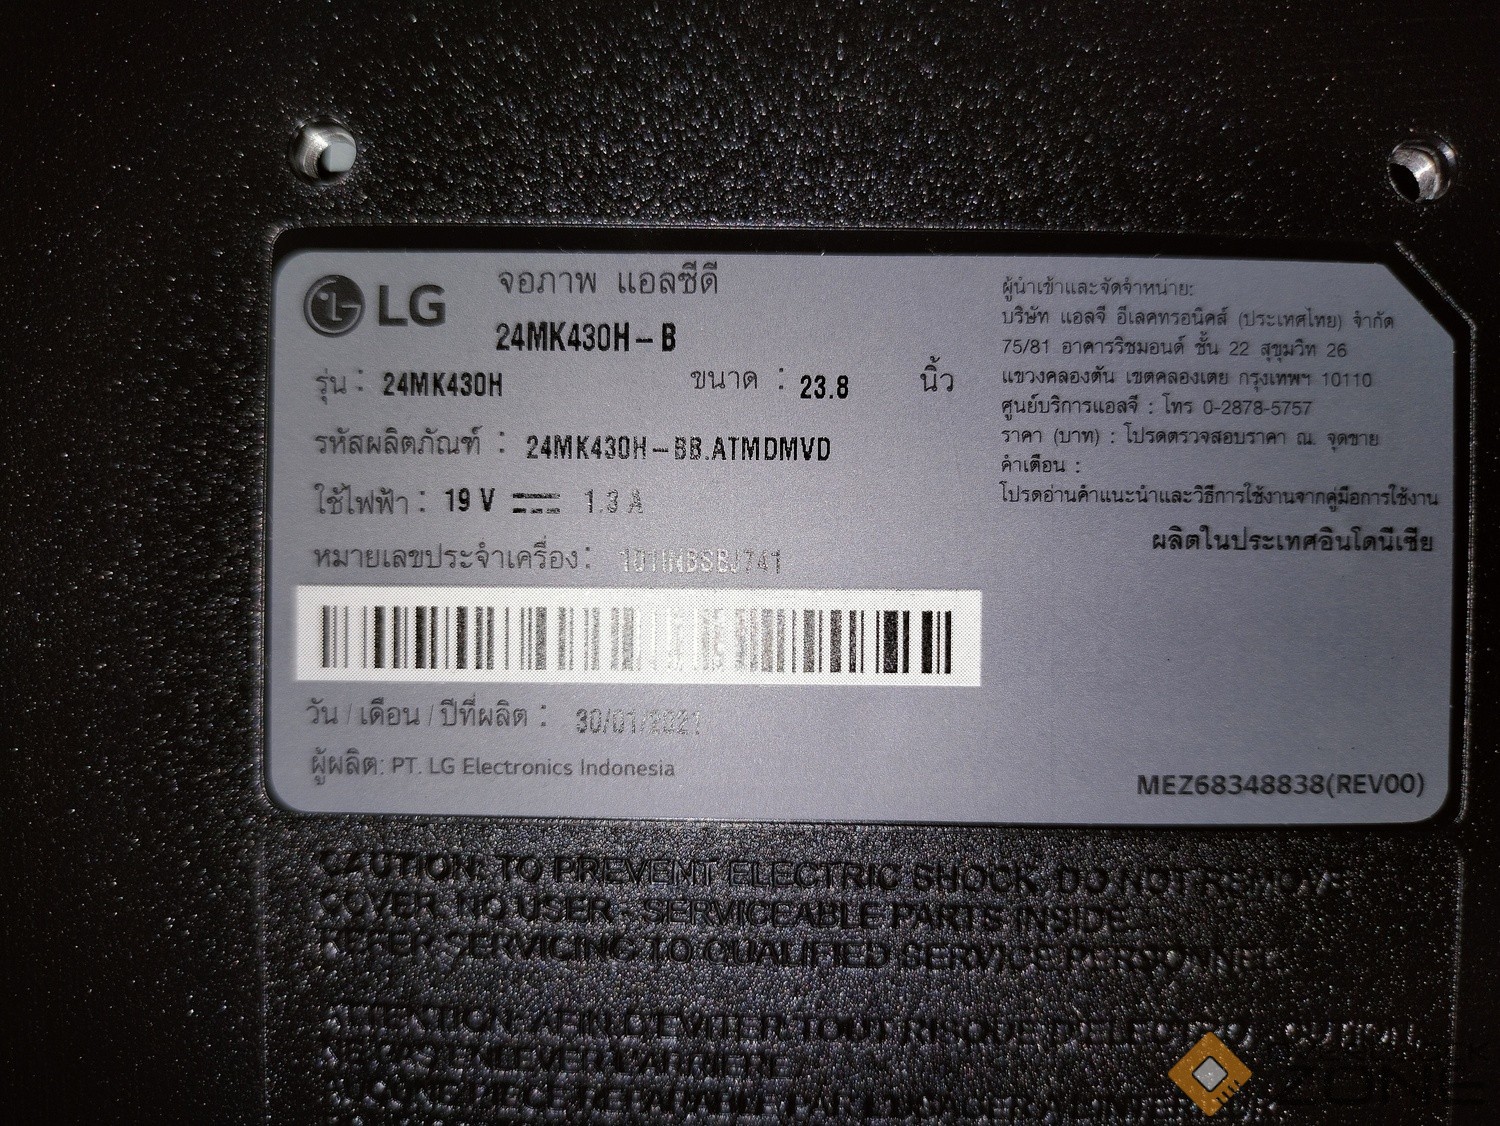 LG
จอภาพ แอลซีดี
24MK430H-B
รุ่น : 24MK430H ขนาด : 23.8 นิ้ว
รหัสผลิตภัณฑ์ : 24MK430H-BB.ATMDMVD
ใช้ไฟฟ้า : 19 V 1.3 A
หมายเลขประจำเครื่อง : 101INBSBJ741
วัน / เดือน / ปีที่ผลิต : 30/01/2021
ผู้ผลิต: PT. LG Electronics Indonesia
ผู้นำเข้าและจัดจำหน่าย:
บริษัท แอลจี อีเลคทรอนิคส์ (ประเทศไทย) จำกัด
75/81 อาคารริชมอนด์ ชั้น 22 สุขุมวิท 26
แขวงคลองตัน เขตคลองเตย กรุงเทพฯ 10110
ศูนย์บริการแอลจี : โทร 0-2878-5757
ราคา (บาท) : โปรดตรวจสอบราคา ณ จุดขาย
คำเตือน :
โปรดอ่านคำแนะนำและวิธีการใช้งานจากคู่มือการใช้งาน
ผลิตในประเทศอินโดนีเซีย
MEZ68348838(REV00)
CAUTION: TO PREVENT ELECTRIC SHOCK, DO NOT REMOVE
COVER. NO USER-SERVICEABLE PARTS INSIDE.
REFER SERVICING TO QUALIFIED SERVICE PERSONNEL.
ATTENTION: AFIN D'EVITER TOUT RISQUE D'ELECTROCUTION,
NE PAS ENLEVER L'ARRIERE
ZONE